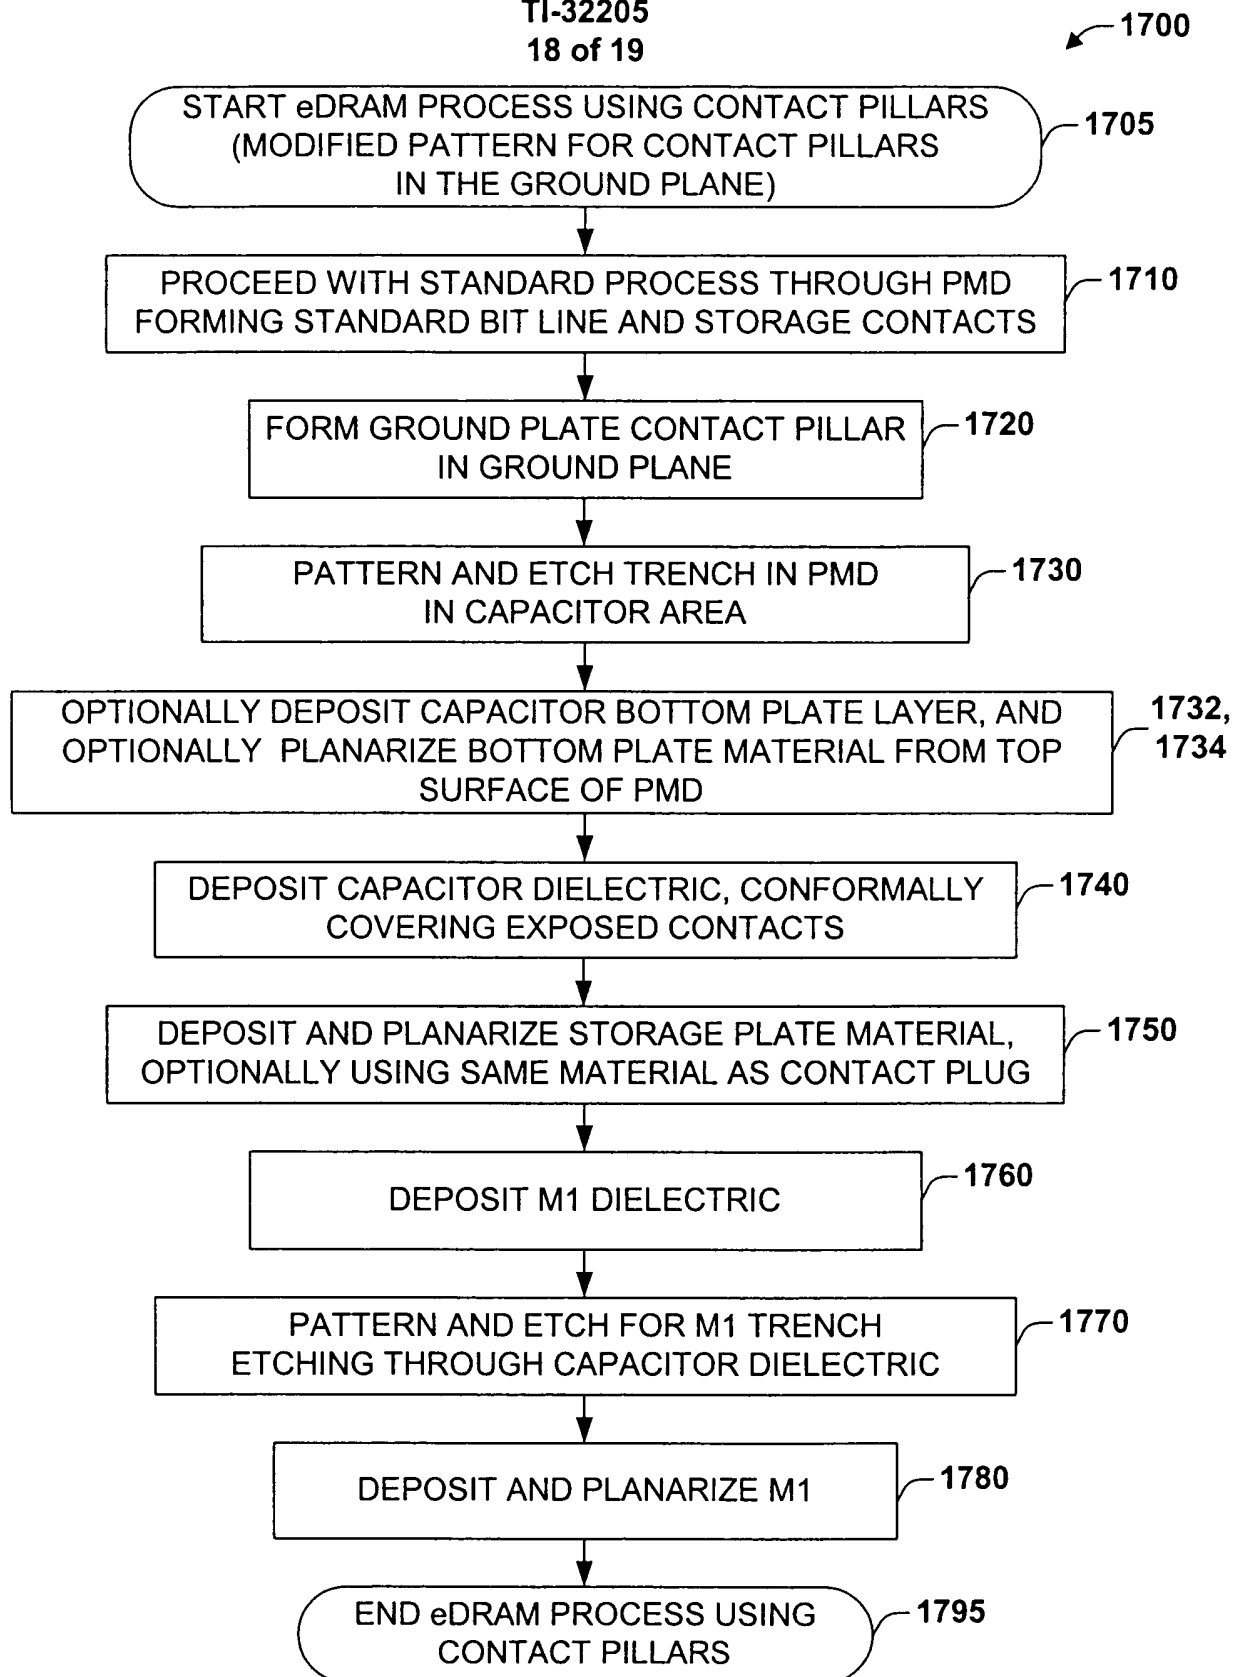 TI-32205
18 of 19
1700
START eDRAM PROCESS USING CONTACT PILLARS
(MODIFIED PATTERN FOR CONTACT PILLARS
IN THE GROUND PLANE)
1705
PROCEED WITH STANDARD PROCESS THROUGH PMD
FORMING STANDARD BIT LINE AND STORAGE CONTACTS
1710
FORM GROUND PLATE CONTACT PILLAR
IN GROUND PLANE
1720
PATTERN AND ETCH TRENCH IN PMD
IN CAPACITOR AREA
1730
OPTIONALLY DEPOSIT CAPACITOR BOTTOM PLATE LAYER, AND
OPTIONALLY PLANARIZE BOTTOM PLATE MATERIAL FROM TOP
SURFACE OF PMD
1732,
1734
DEPOSIT CAPACITOR DIELECTRIC, CONFORMALLY
COVERING EXPOSED CONTACTS
1740
DEPOSIT AND PLANARIZE STORAGE PLATE MATERIAL,
OPTIONALLY USING SAME MATERIAL AS CONTACT PLUG
1750
DEPOSIT M1 DIELECTRIC
1760
PATTERN AND ETCH FOR M1 TRENCH
ETCHING THROUGH CAPACITOR DIELECTRIC
1770
DEPOSIT AND PLANARIZE M1
1780
END eDRAM PROCESS USING
CONTACT PILLARS
1795